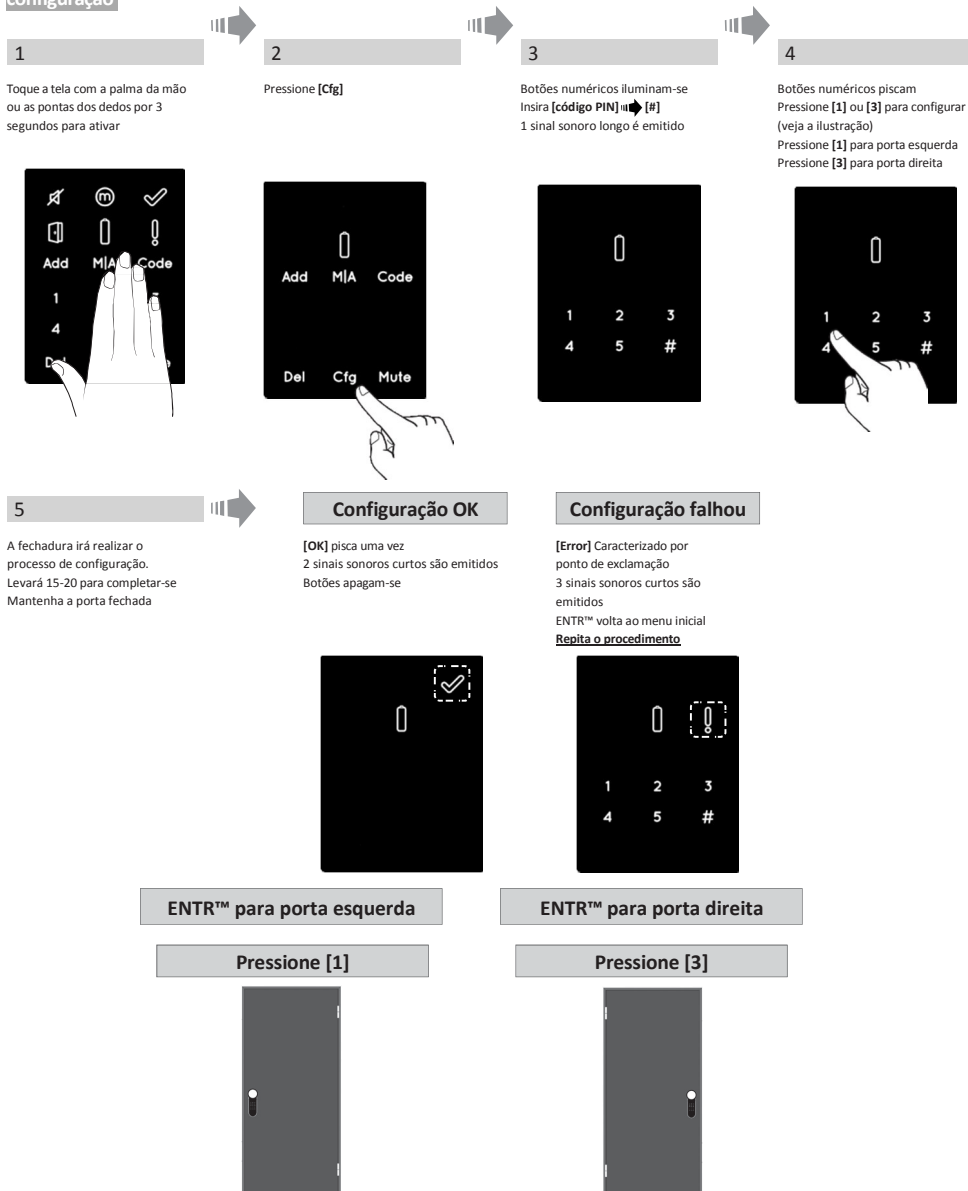 configuração
1
Toque a tela com a palma da mão
ou as pontas dos dedos por 3
segundos para ativar
Add M|A Code
1
4
2
Pressione [Cfg]
Add M|A Code
Del Cfg Mute
3
Botões numéricos iluminam-se
Insira [código PIN] [#]
1 sinal sonoro longo é emitido
1 2 3
4 5 #
4
Botões numéricos piscam
Pressione [1] ou [3] para configurar
(veja a ilustração)
Pressione [1] para porta esquerda
Pressione [3] para porta direita
1 2 3
4 5 #
5
A fechadura irá realizar o
processo de configuração.
Levará 15-20 para completar-se
Mantenha a porta fechada
Configuração OK
[OK] pisca uma vez
2 sinais sonoros curtos são emitidos
Botões apagam-se
Configuração falhou
[Error] Caracterizado por
ponto de exclamação
3 sinais sonoros curtos são
emitidos
ENTR™ volta ao menu inicial
Repita o procedimento
1 2 3
4 5 #
ENTR™ para porta esquerda
Pressione [1]
ENTR™ para porta direita
Pressione [3]